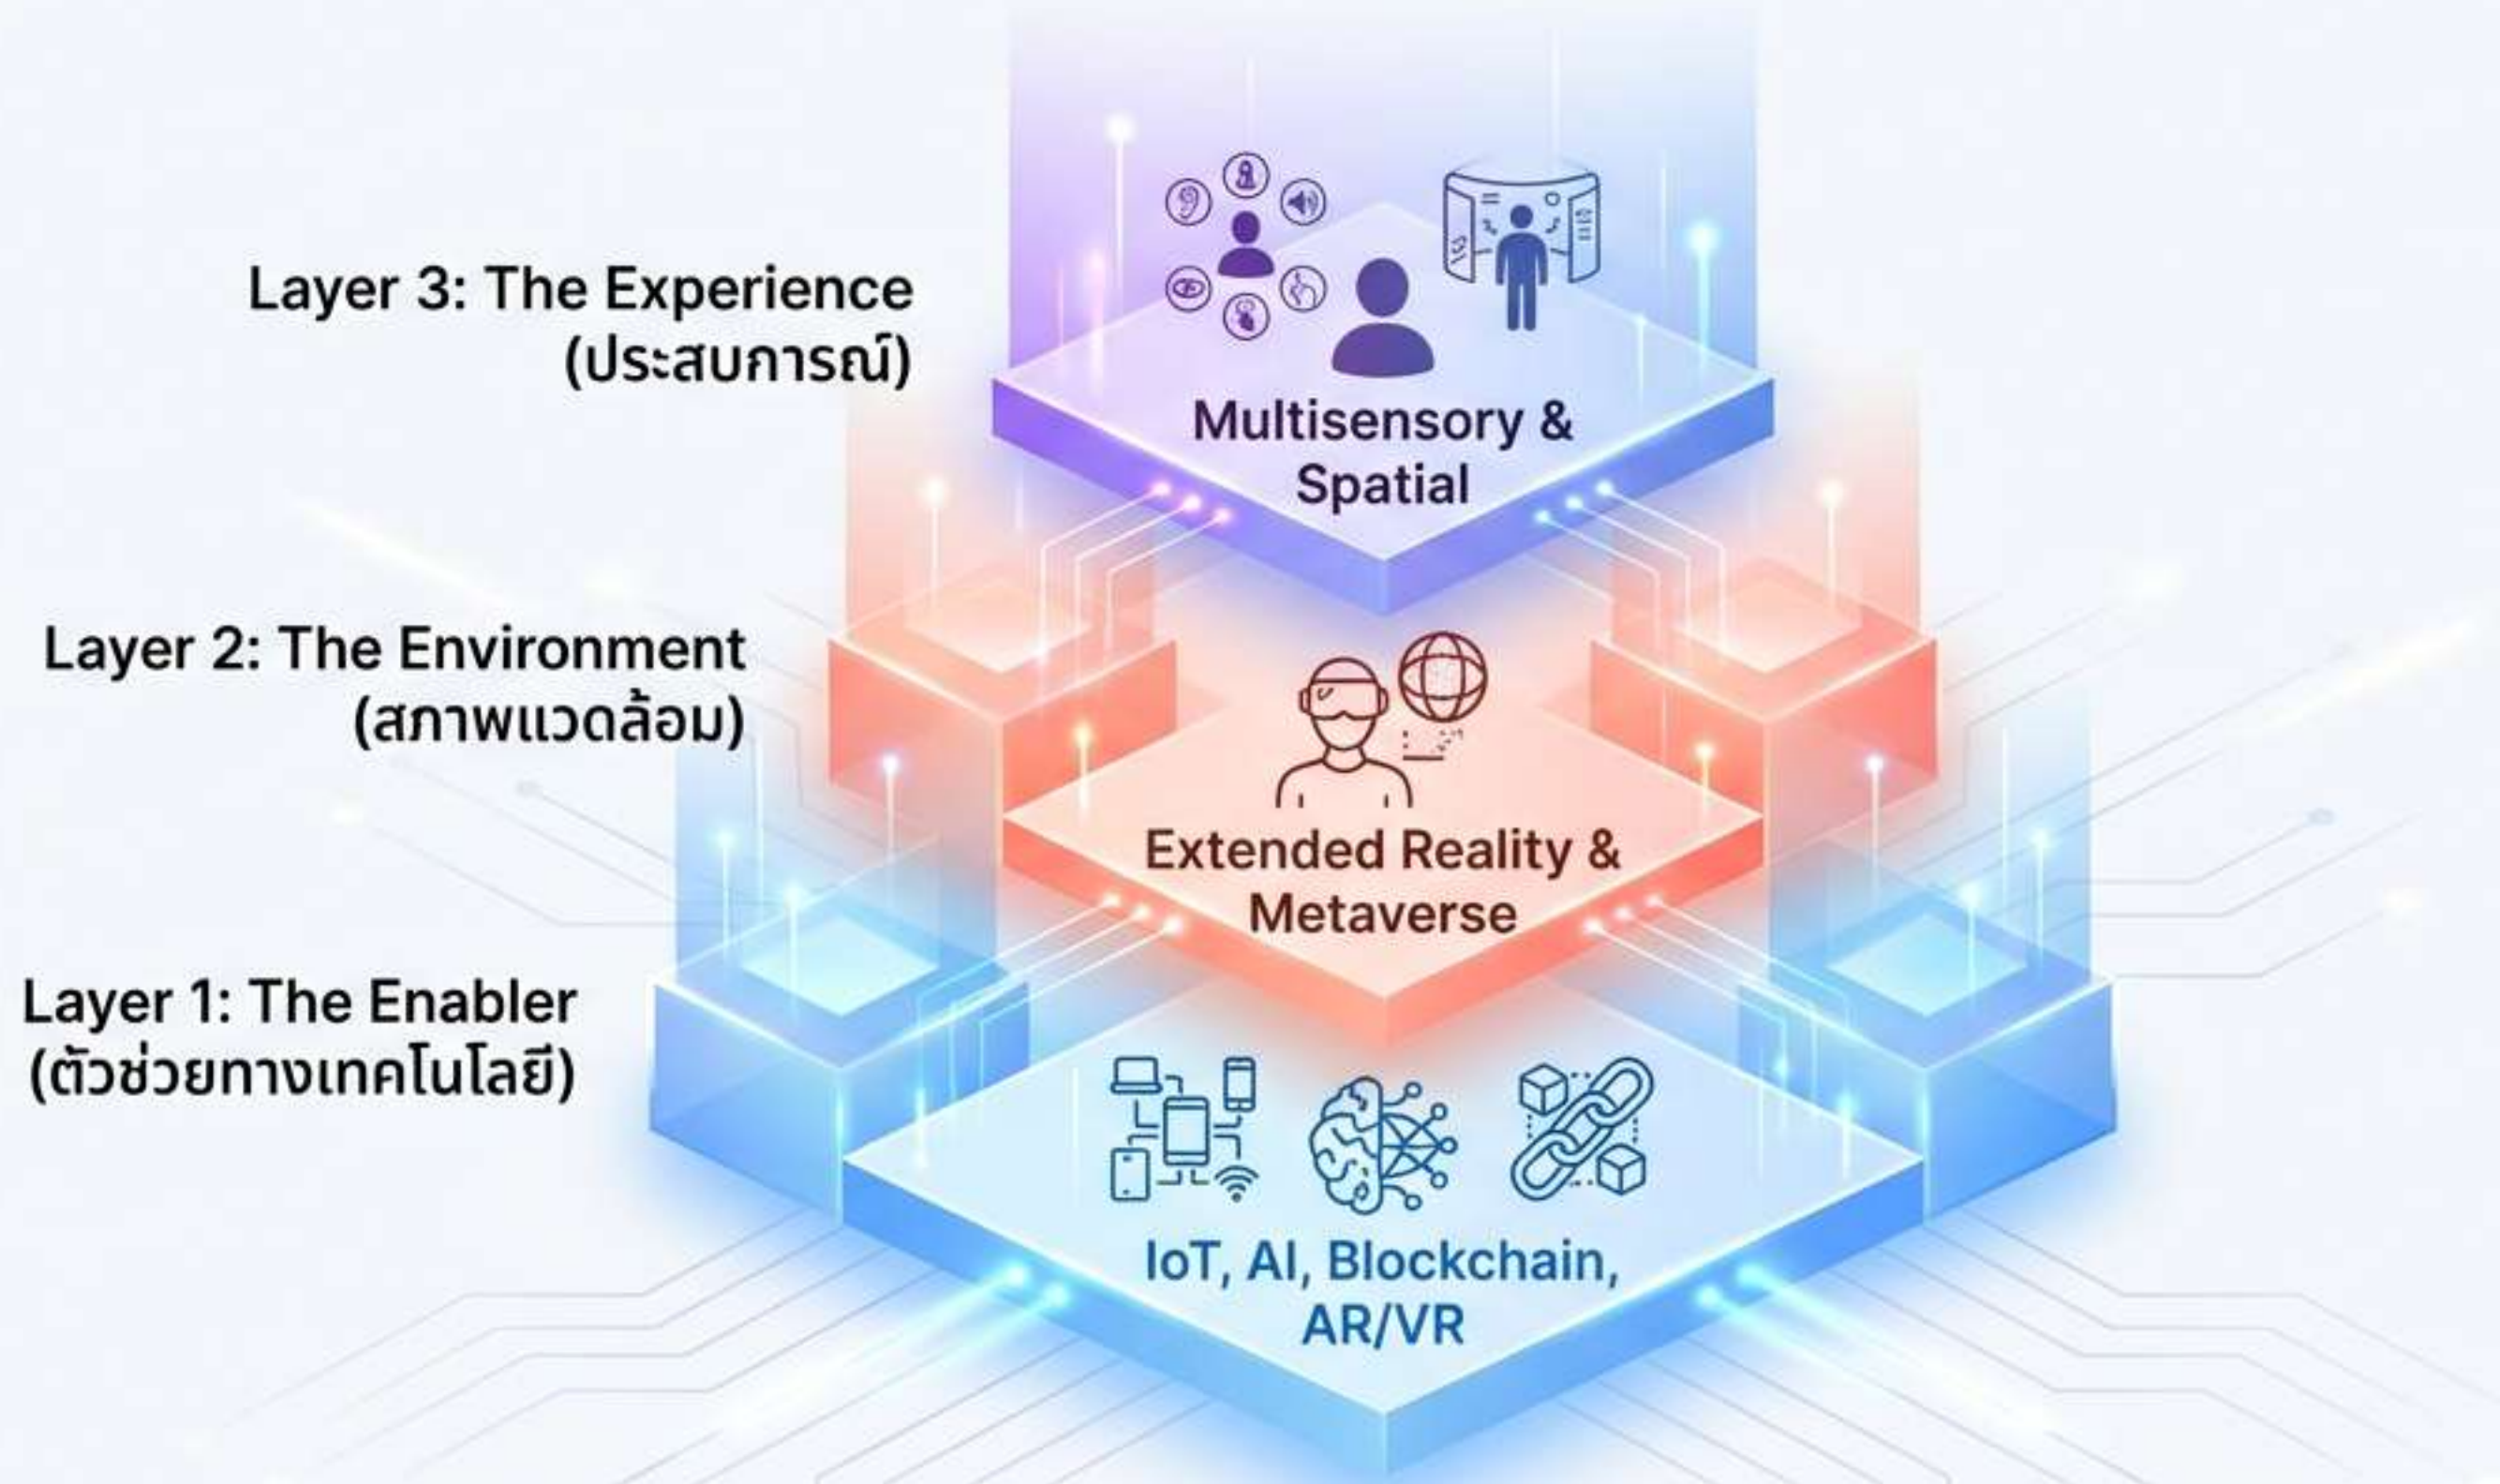 Layer 3: The Experience
(ประสบการณ์)
Multisensory &
Spatial
Layer 2: The Environment
(สภาพแวดล้อม)
Extended Reality &
Metaverse
Layer 1: The Enabler
(ตัวช่วยทางเทคโนโลยี)
IoT, AI, Blockchain,
AR/VR